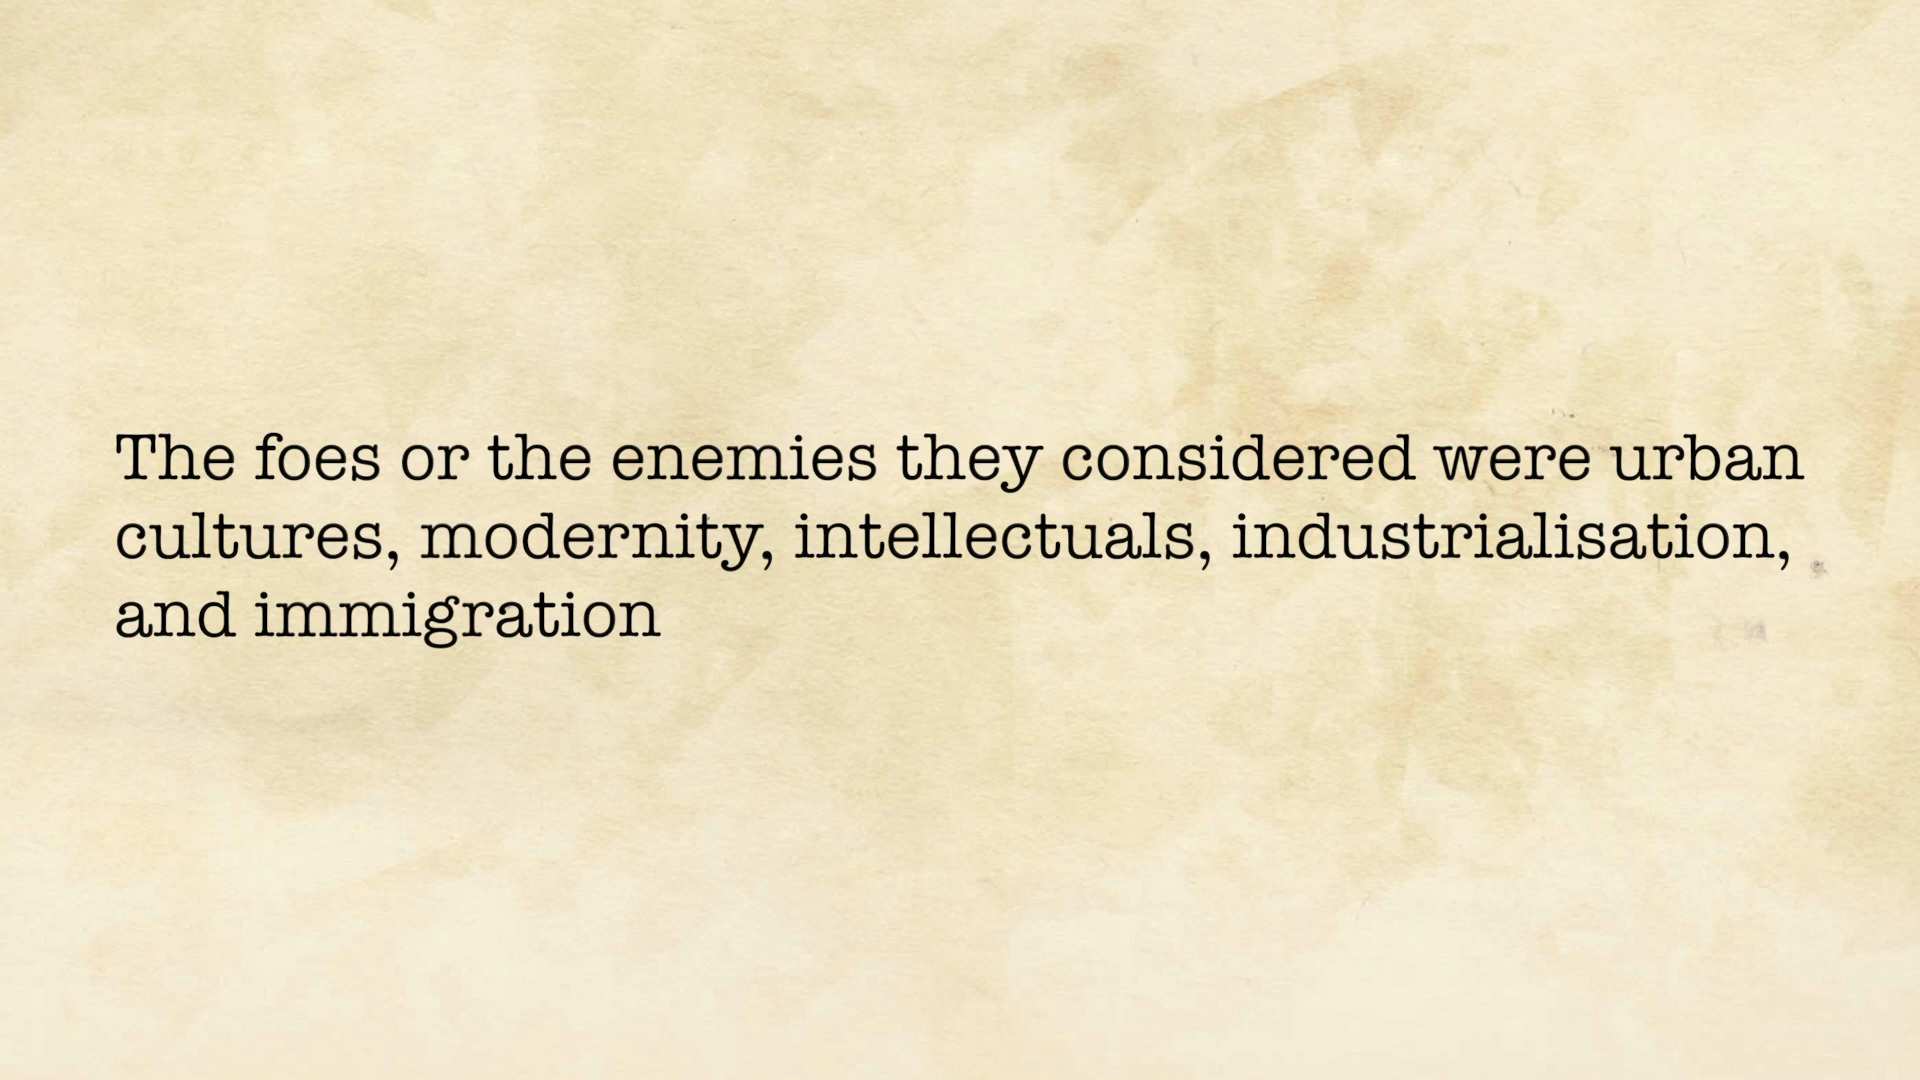 The foes or the enemies they considered were urban
cultures, modernity, intellectuals, industrialisation,
and immigration